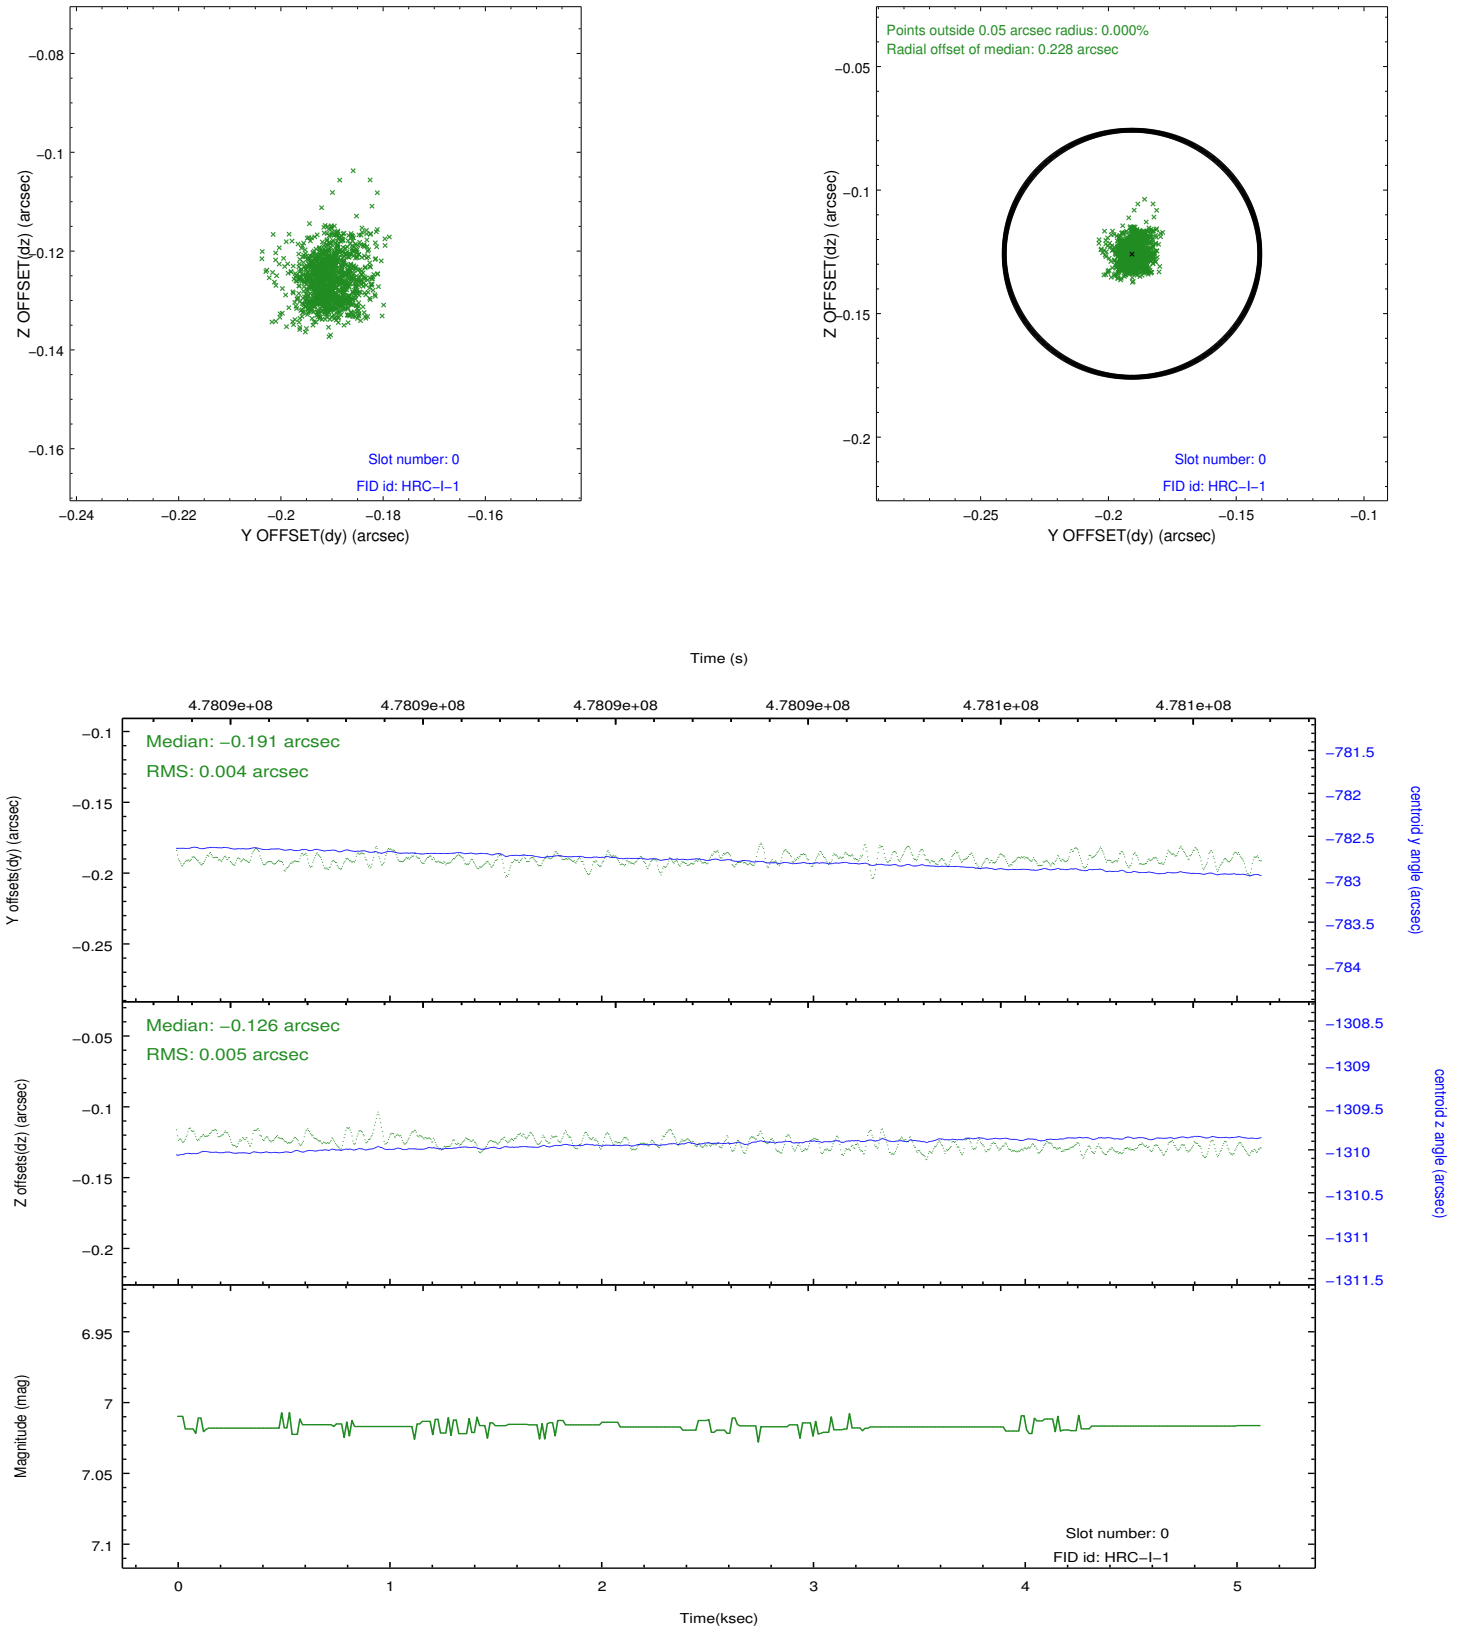 −0.08
−0.1
−0.12
−0.14
−0.16
Z OFFSET(dz) (arcsec)
Slot number: 0
FID id: HRC−I−1
−0.24 −0.22 −0.2 −0.18 −0.16
Y OFFSET(dy) (arcsec)
Points outside 0.05 arcsec radius: 0.000%
Radial offset of median: 0.228 arcsec
−0.05
−0.1
−0.15
−0.2
Z OFFSET(dz) (arcsec)
Slot number: 0
FID id: HRC−I−1
−0.25 −0.2 −0.15 −0.1
Y OFFSET(dy) (arcsec)
Time (s)
4.7809e+08 4.7809e+08 4.7809e+08 4.7809e+08 4.781e+08 4.781e+08
Median: −0.191 arcsec
RMS: 0.004 arcsec
−0.1
−0.15
−0.2
−0.25
Y offsets(dy) (arcsec)
−781.5
−782
−782.5
−783
−783.5
−784
centroid y angle (arcsec)
Median: −0.126 arcsec
RMS: 0.005 arcsec
−0.05
−0.1
−0.15
−0.2
Z offsets(dz) (arcsec)
−1308.5
−1309
−1309.5
−1310
−1310.5
−1311
−1311.5
centroid z angle (arcsec)
6.95
7
7.05
7.1
Magnitude (mag)
Slot number: 0
FID id: HRC−I−1
0 1 2 3 4 5
Time(ksec)